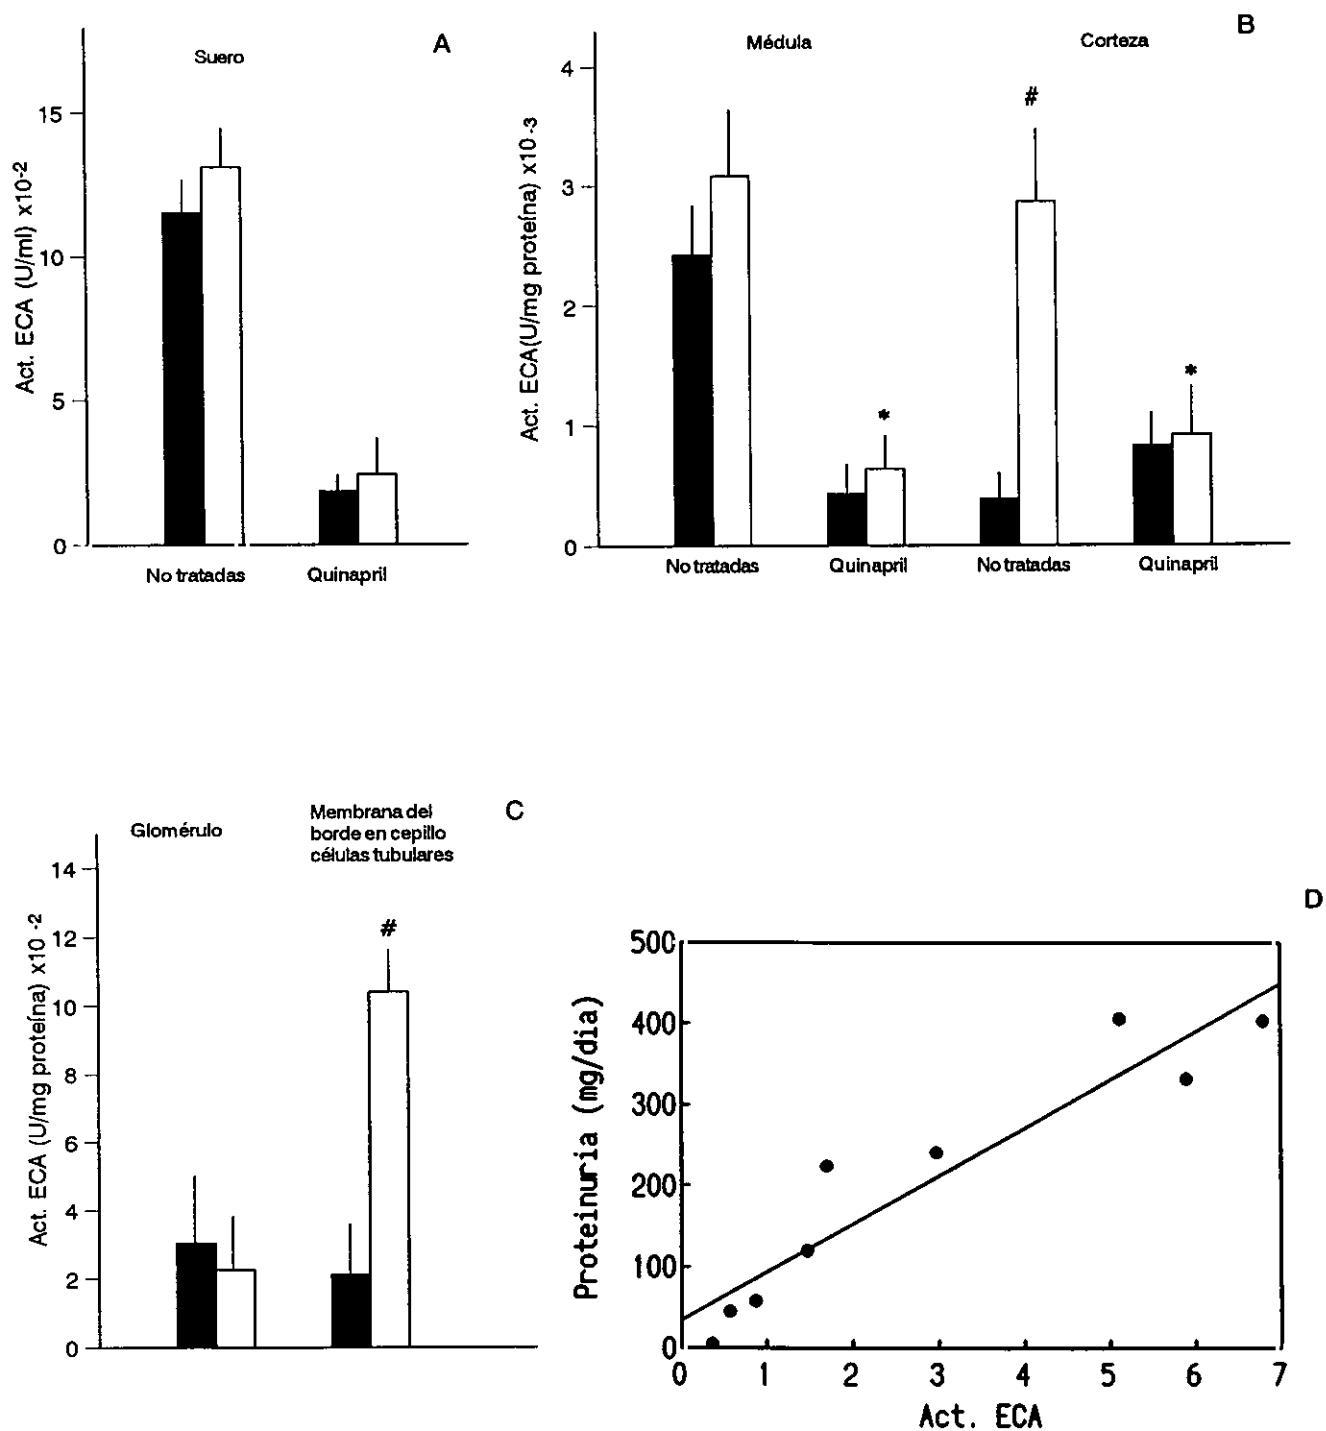 A
Suero
Act. ECA (U/ml) x10-2
15
10
5
0
No tratadas
Quinapril
B
Médula
Corteza
Act. ECA(U/mg proteína) x10 -3
4
3
2
1
0
#
*
*
No tratadas
Quinapril
No tratadas
Quinapril
C
Glomérulo
Membrana del
borde en cepillo
células tubulares
Act. ECA (U/mg proteína) x10 -2
14
12
10
8
6
4
2
0
#
D
Proteinuria (mg/dia)
500
400
300
200
100
0
0 1 2 3 4 5 6 7
Act. ECA